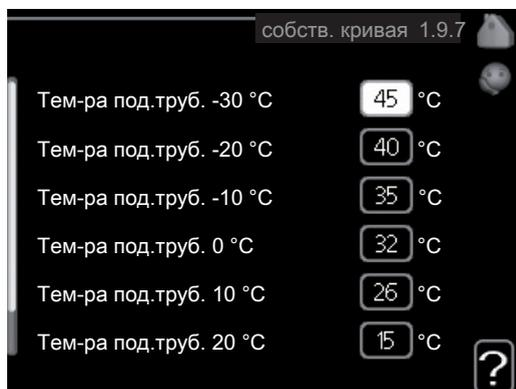 собств. кривая 1.9.7
Тем-ра под.труб. -30 °C 45 °C
Тем-ра под.труб. -20 °C 40 °C
Тем-ра под.труб. -10 °C 35 °C
Тем-ра под.труб. 0 °C 32 °C
Тем-ра под.труб. 10 °C 26 °C
Тем-ра под.труб. 20 °C 15 °C
?